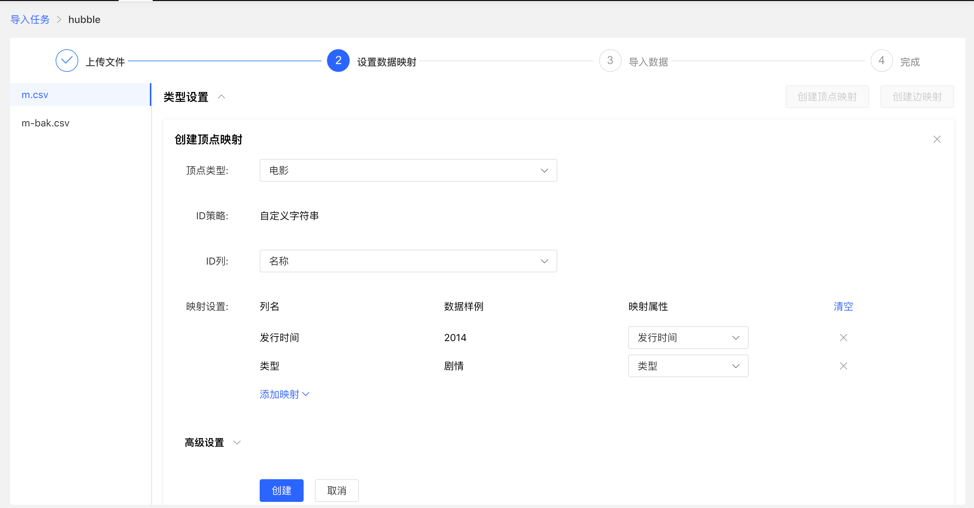 导入任务 > hubble
上传文件 2 设置数据映射 3 导入数据 4 完成
m.csv
m-bak.csv
类型设置 创建顶点映射 创建边映射
创建顶点映射
顶点类型: 电影
ID策略: 自定义字符串
ID列: 名称
映射设置: 列名 数据样例 映射属性 清空
发行时间 2014 发行时间
类型 剧情 类型
添加映射
高级设置
创建 取消